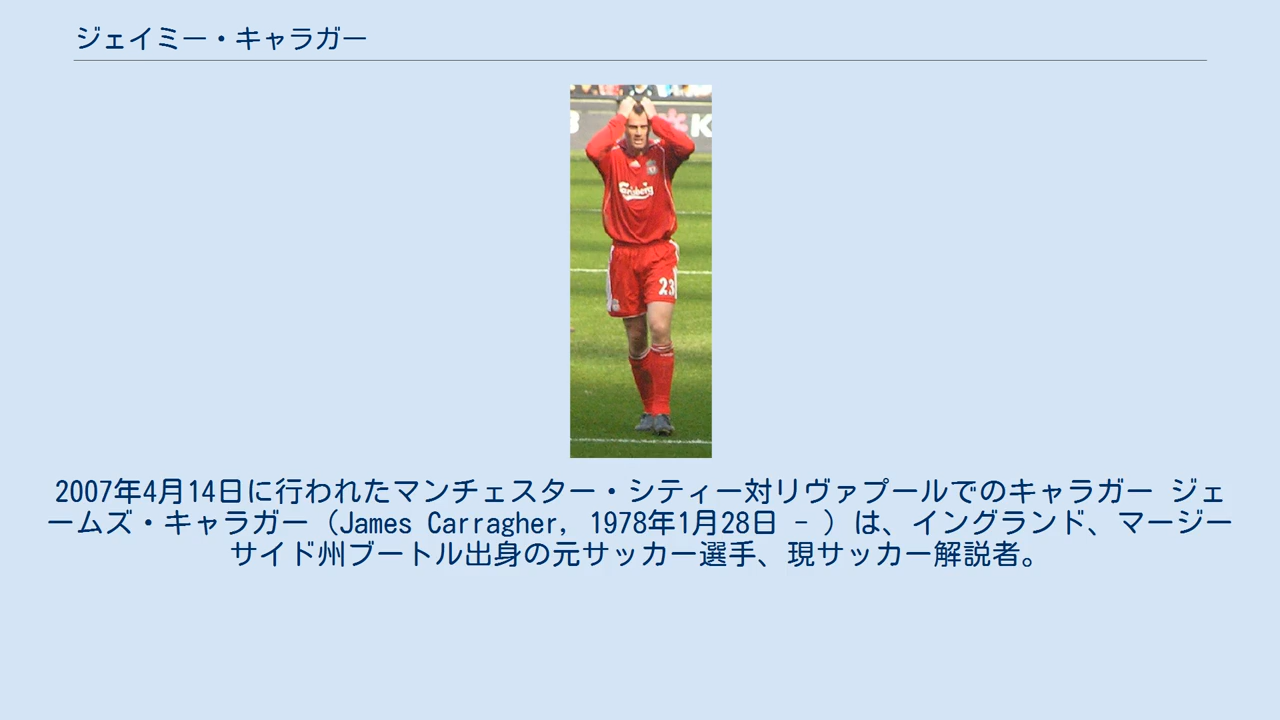 ジェイミー・キャラガー
K
Carlsberg
23
2007年4月14日に行われたマンチェスター・シティー対リヴァプールでのキャラガー ジェ
ームズ・キャラガー（James Carragher, 1978年1月28日 - ）は、イングランド、マージー
サイド州ブートル出身の元サッカー選手、現サッカー解説者。